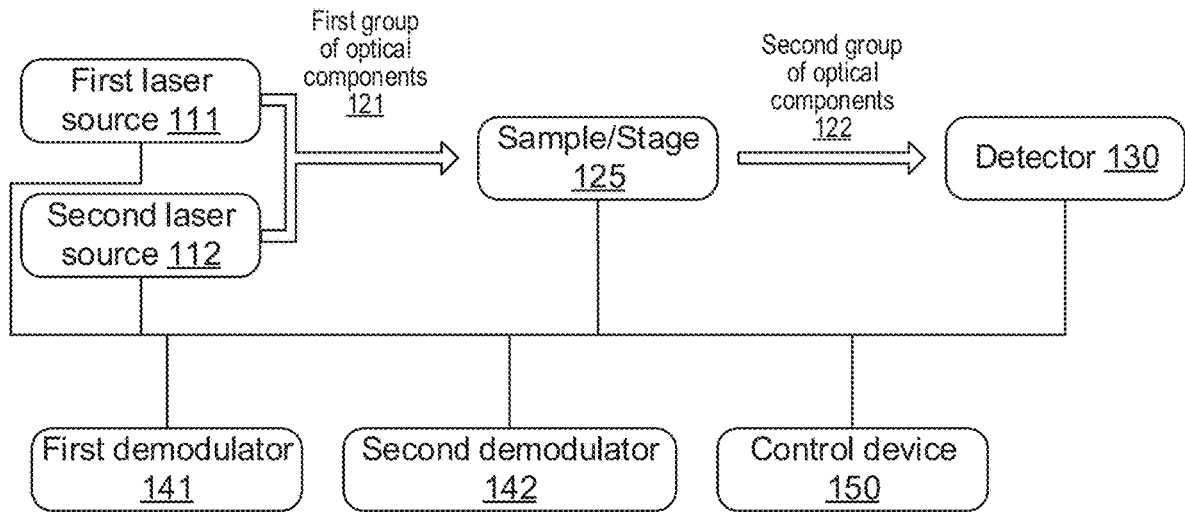 First group
of optical
components
121
Second group
of optical
components
122
First laser
source 111
Sample/Stage
125
Detector 130
Second laser
source 112
First demodulator
141
Second demodulator
142
Control device
150